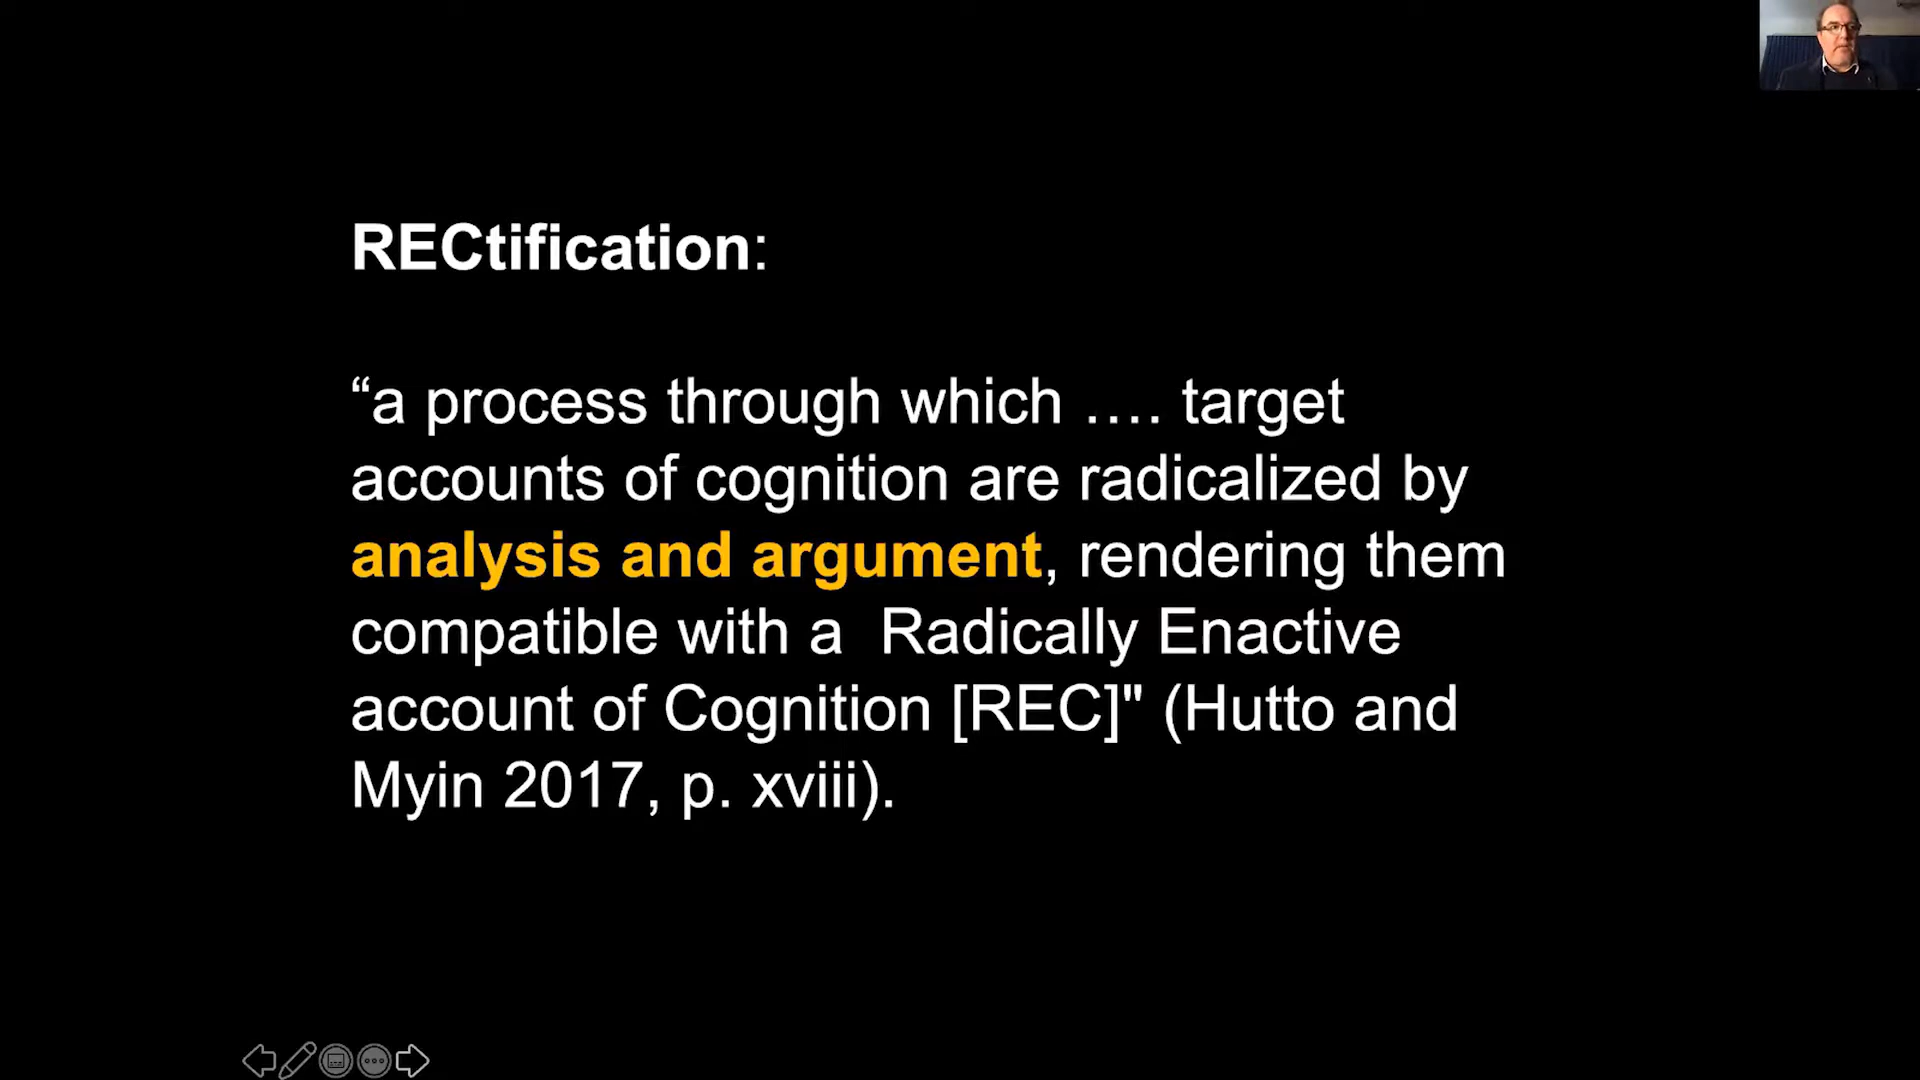 RECtification:
“a process through which …. target
accounts of cognition are radicalized by
analysis and argument, rendering them
compatible with a  Radically Enactive
account of Cognition [REC]" (Hutto and
Myin 2017, p. xviii).